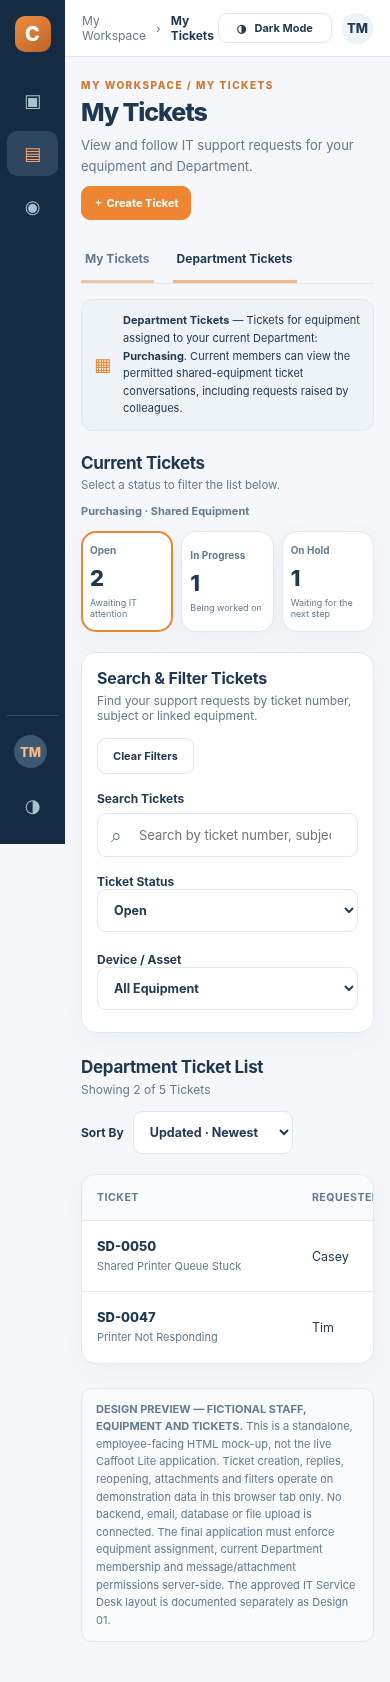 C
My Workspace › My Tickets
Dark Mode
TM
MY WORKSPACE / MY TICKETS
My Tickets
View and follow IT support requests for your
equipment and Department.
+ Create Ticket
My Tickets
Department Tickets
Department Tickets — Tickets for equipment
assigned to your current Department:
Purchasing. Current members can view the
permitted shared-equipment ticket
conversations, including requests raised by
colleagues.
Current Tickets
Select a status to filter the list below.
Purchasing · Shared Equipment
Open
2
Awaiting IT
attention
In Progress
1
Being worked on
On Hold
1
Waiting for the
next step
Search & Filter Tickets
Find your support requests by ticket number,
subject or linked equipment.
Clear Filters
Search Tickets
Search by ticket number, subje
Ticket Status
Open
Device / Asset
All Equipment
TM
Department Ticket List
Showing 2 of 5 Tickets
Sort By
Updated · Newest
TICKET
REQUESTE
SD-0050
Shared Printer Queue Stuck
Casey
SD-0047
Printer Not Responding
Tim
DESIGN PREVIEW — FICTIONAL STAFF,
EQUIPMENT AND TICKETS. This is a standalone,
employee-facing HTML mock-up, not the live
Caffoot Lite application. Ticket creation, replies,
reopening, attachments and filters operate on
demonstration data in this browser tab only. No
backend, email, database or file upload is
connected. The final application must enforce
equipment assignment, current Department
membership and message/attachment
permissions server-side. The approved IT Service
Desk layout is documented separately as Design
01.